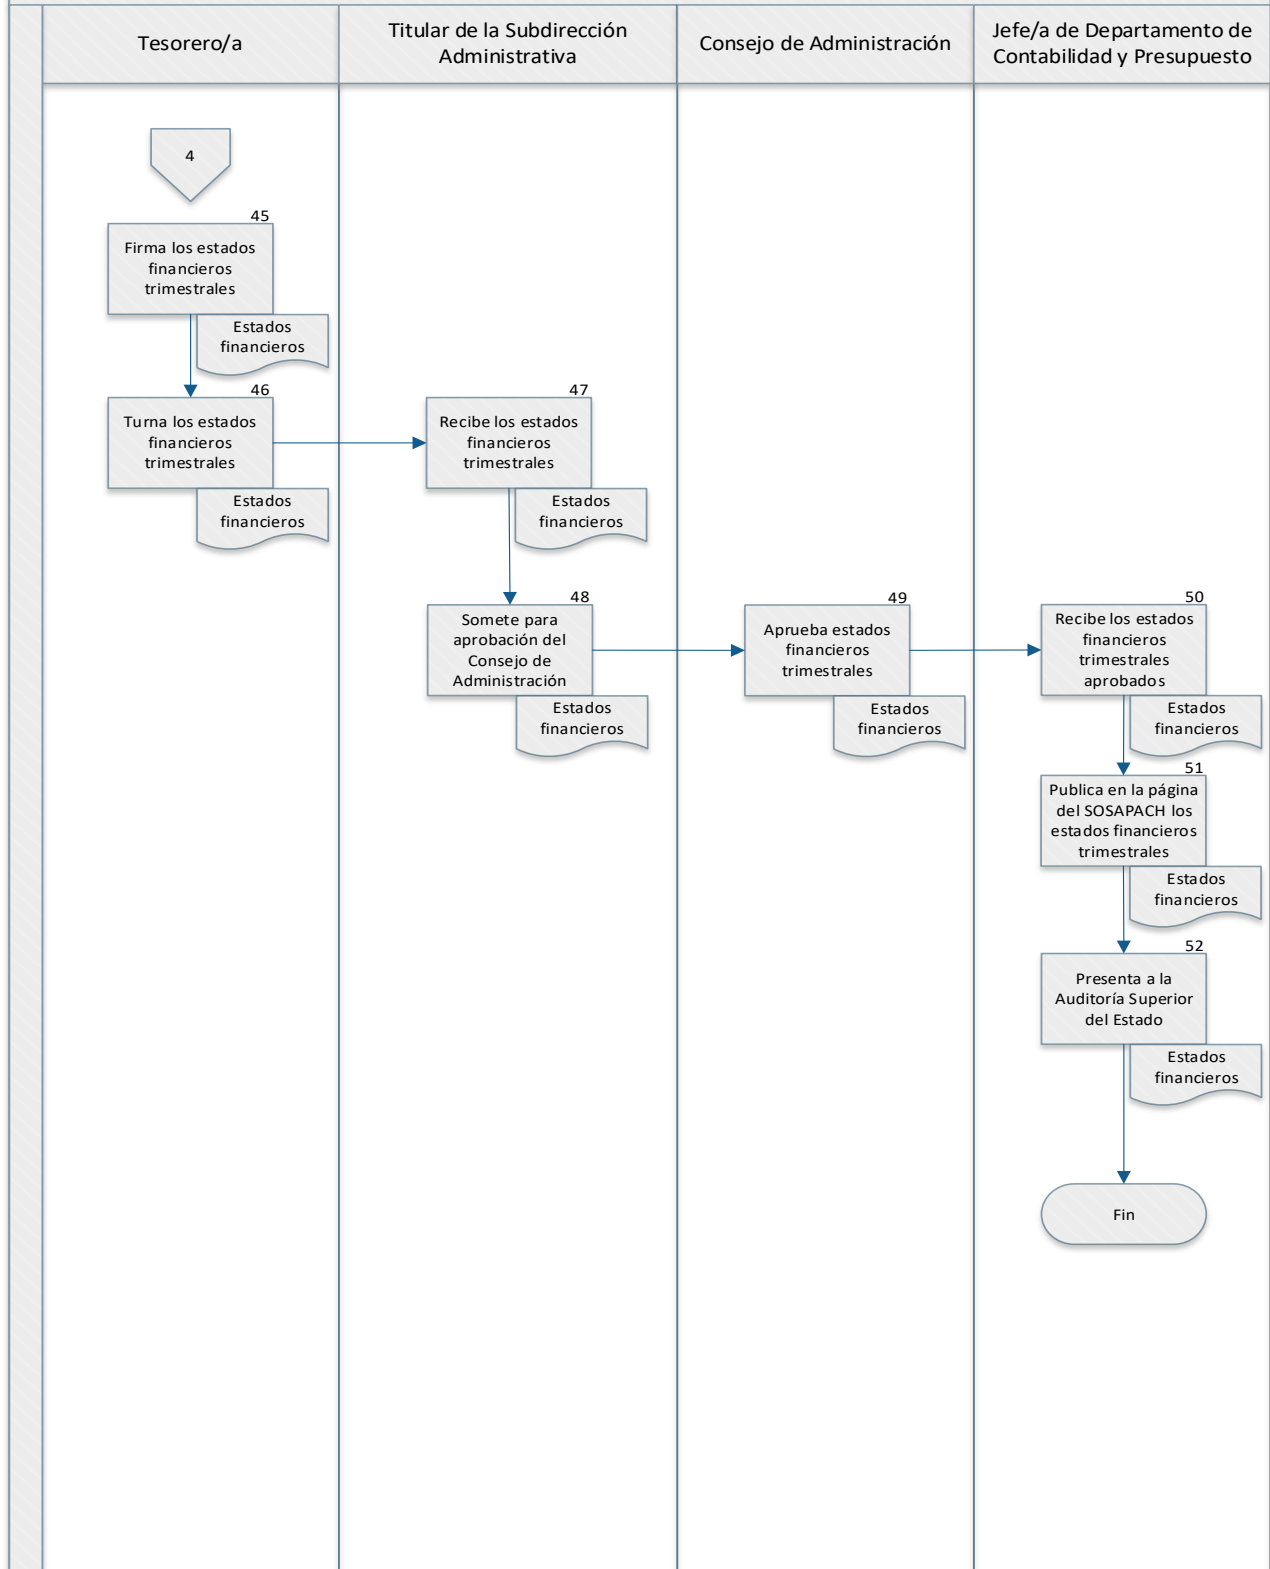 Tesorero/a
Titular de la Subdirección
Administrativa
Consejo de Administración
Jefe/a de Departamento de
Contabilidad y Presupuesto
4
45
Firma los estados
financieros
trimestrales
Estados
financieros
46
Turna los estados
financieros
trimestrales
Estados
financieros
47
Recibe los estados
financieros
trimestrales
Estados
financieros
48
Somete para
aprobación del
Consejo de
Administración
Estados
financieros
49
Aprueba estados
financieros
trimestrales
Estados
financieros
50
Recibe los estados
financieros
trimestrales
aprobados
Estados
financieros
51
Publica en la página
del SOSAPACH los
estados financieros
trimestrales
Estados
financieros
52
Presenta a la
Auditoría Superior
del Estado
Estados
financieros
Fin